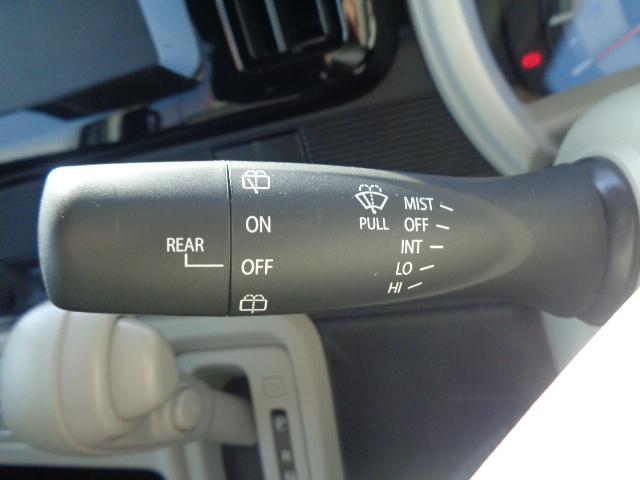 REAR
ON
OFF
PULL
MIST
OFF
INT
LO
HI